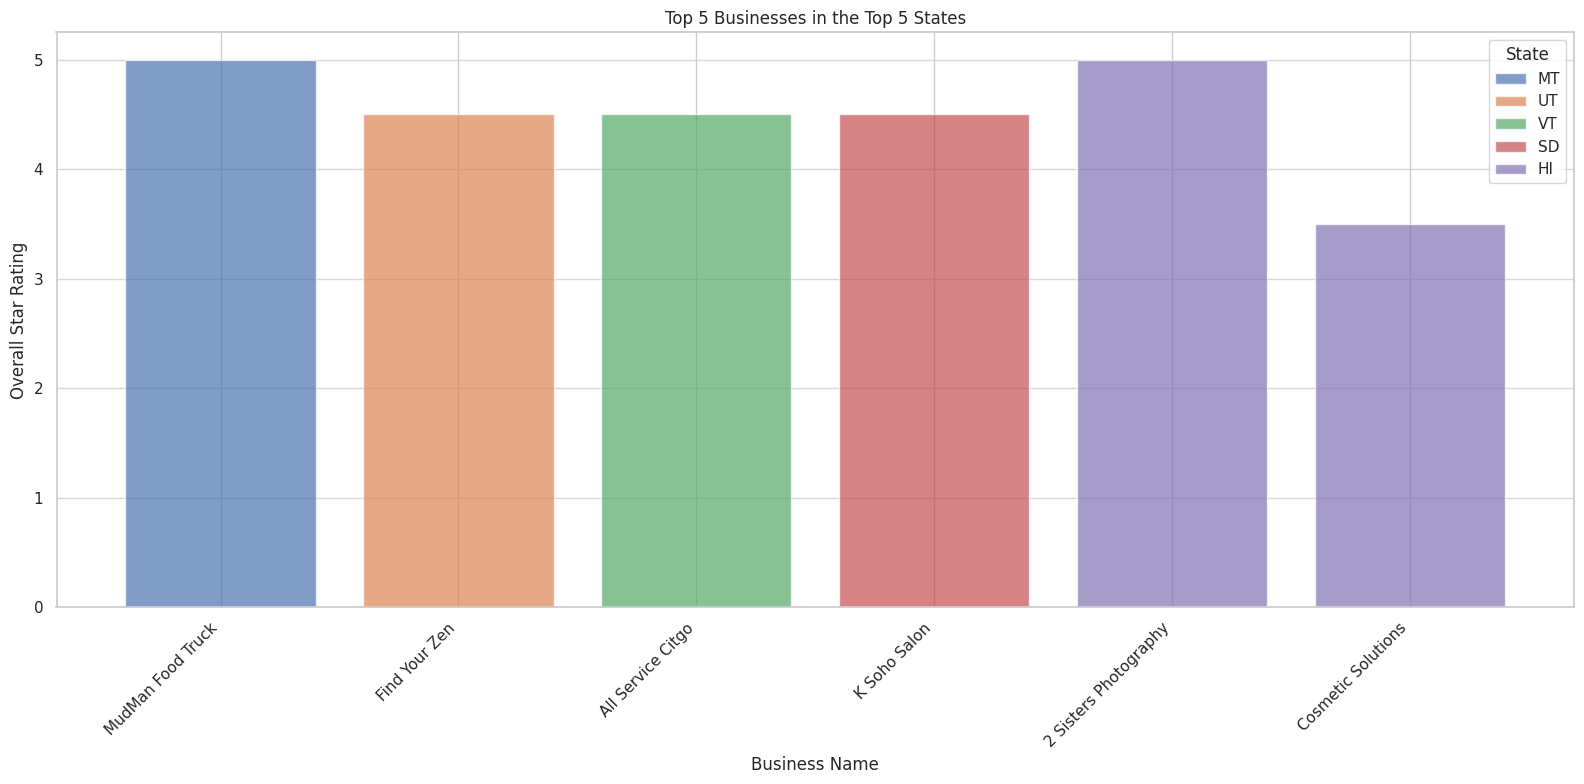 Top 5 Businesses in the Top 5 States
State
MT
UT
VT
SD
HI
Overall Star Rating
5
4
3
2
1
0
MudMan Food Truck
Find Your Zen
All Service Citgo
K Soho Salon
2 Sisters Photography
Cosmetic Solutions
Business Name